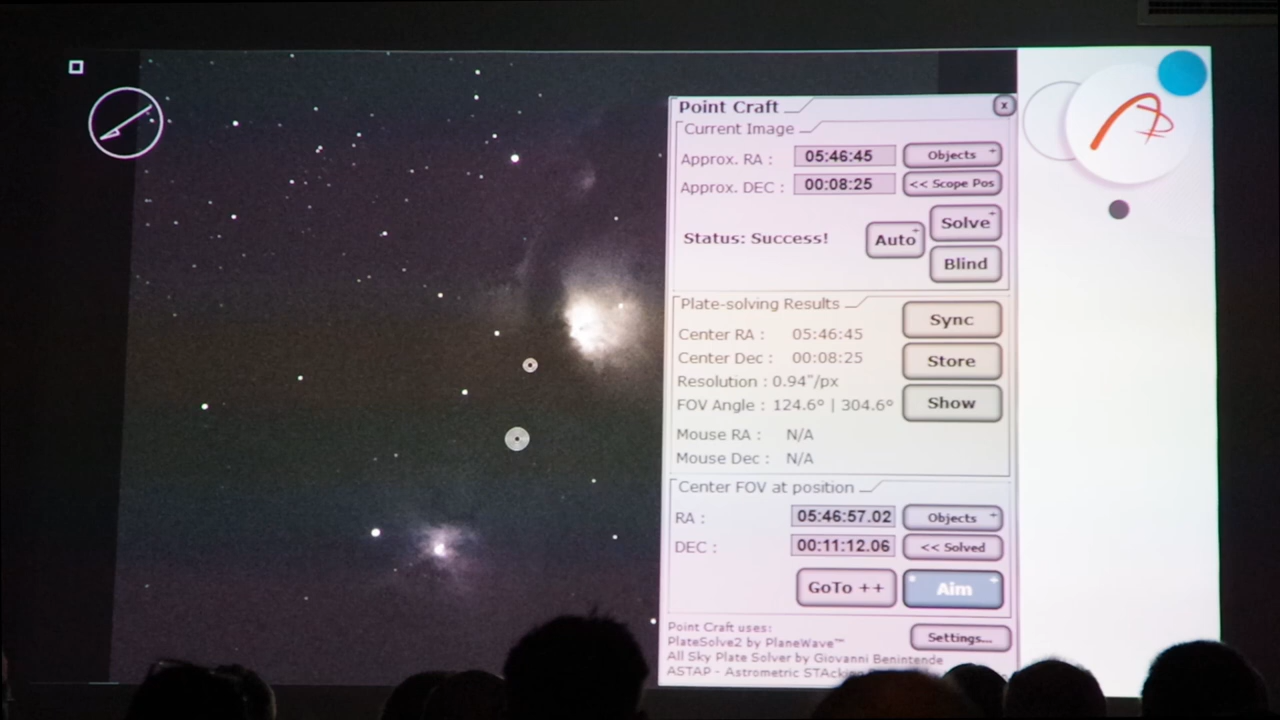 Point Craft
x
Current Image
Approx. RA : 05:46:45 Objects +
Approx. DEC : 00:08:25 << Scope Pos
Status: Success! Auto + Solve +
Blind
Plate-solving Results
Center RA : 05:46:45 Sync
Center Dec : 00:08:25
Resolution : 0.94"/px Store
FOV Angle : 124.6° | 304.6° Show
Mouse RA : N/A
Mouse Dec : N/A
Center FOV at position
RA : 05:46:57.02 Objects +
DEC : 00:11:12.06 << Solved
GoTo ++ Aim +
Point Craft uses:
PlateSolve2 by PlaneWave™
Settings...
All Sky Plate Solver by Giovanni Benintende
ASTAP - Astrometric